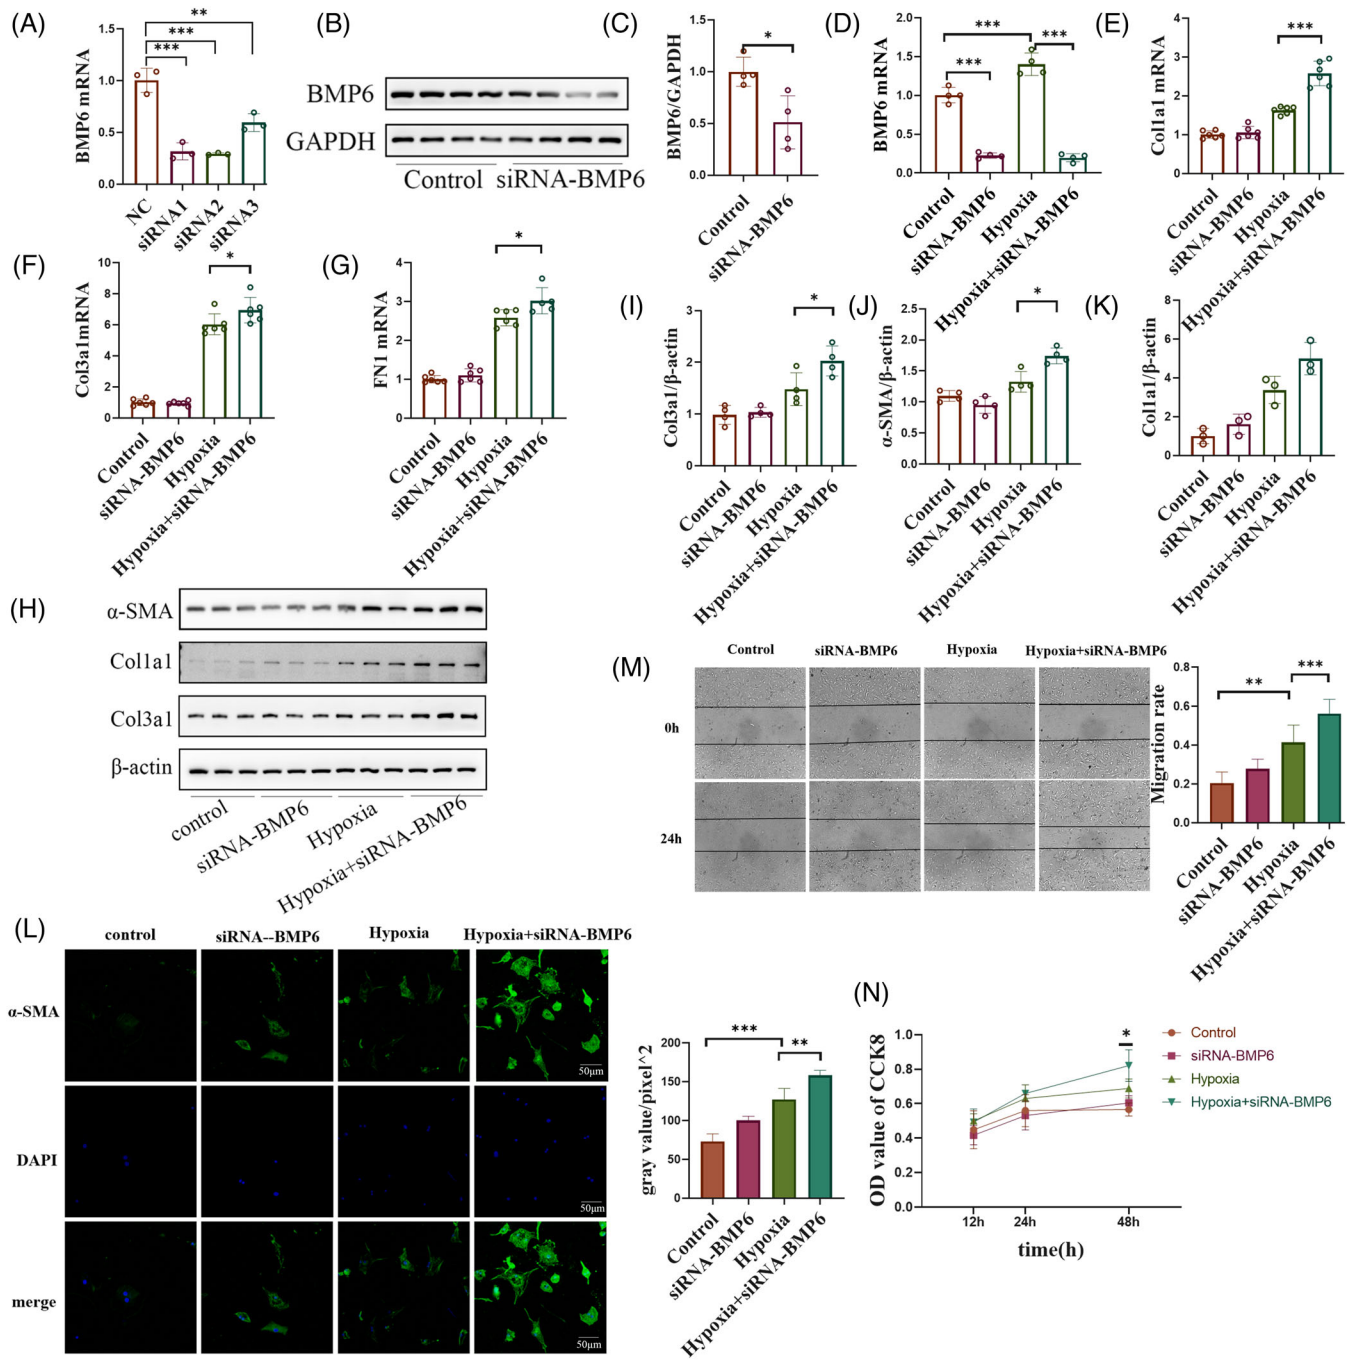 (A)
BMP6 mRNA
1.5
1.0
0.5
0.0
**
***
***
NC
siRNA1
siRNA2
siRNA3
(B)
BMP6
GAPDH
Control
siRNA-BMP6
(C)
BMP6/GAPDH
1.5
1.0
0.5
0.0
*
Control
siRNA-BMP6
(D)
BMP6 mRNA
2.0
1.5
1.0
0.5
0.0
***
***
***
Control
siRNA-BMP6
Hypoxia
Hypoxia+siRNA-BMP6
(E)
Col1a1 mRNA
4
3
2
1
0
***
Control
siRNA-BMP6
Hypoxia
Hypoxia+siRNA-BMP6
(F)
Col3a1mRNA
10
8
6
4
2
0
*
Control
siRNA-BMP6
Hypoxia
Hypoxia+siRNA-BMP6
(G)
FN1 mRNA
4
3
2
1
0
*
Control
siRNA-BMP6
Hypoxia
Hypoxia+siRNA-BMP6
(I)
Col3a1/β-actin
3
2
1
0
*
Control
siRNA-BMP6
Hypoxia
Hypoxia+siRNA-BMP6
(J)
α-SMA/β-actin
2.5
2.0
1.5
1.0
0.5
0.0
*
Control
siRNA-BMP6
Hypoxia
Hypoxia+siRNA-BMP6
(K)
Col1a1/β-actin
8
6
4
2
0
Control
siRNA-BMP6
Hypoxia
Hypoxia+siRNA-BMP6
(H)
α-SMA
Col1a1
Col3a1
β-actin
control
siRNA-BMP6
Hypoxia
Hypoxia+siRNA-BMP6
(M)
Control
siRNA-BMP6
Hypoxia
Hypoxia+siRNA-BMP6
0h
24h
Migration rate
0.8
0.6
0.4
0.2
0.0
**
***
Control
siRNA-BMP6
Hypoxia
Hypoxia+siRNA-BMP6
(L)
control
siRNA--BMP6
Hypoxia
Hypoxia+siRNA-BMP6
α-SMA
50μm
DAPI
50μm
merge
50μm
gray value/pixel^2
200
150
100
50
0
***
**
Control
siRNA-BMP6
Hypoxia
Hypoxia+siRNA-BMP6
(N)
OD value of CCK8
1.0
0.8
0.6
0.4
0.2
0.0
*
12h
24h
48h
time(h)
Control
siRNA-BMP6
Hypoxia
Hypoxia+siRNA-BMP6